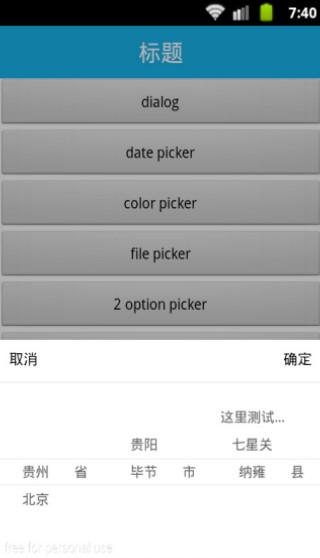 7:40
标题
dialog
date picker
color picker
file picker
2 option picker
取消 确定
这里测试...
贵阳 七星关
贵州 省 毕节 市 纳雍 县
北京
free for personal use